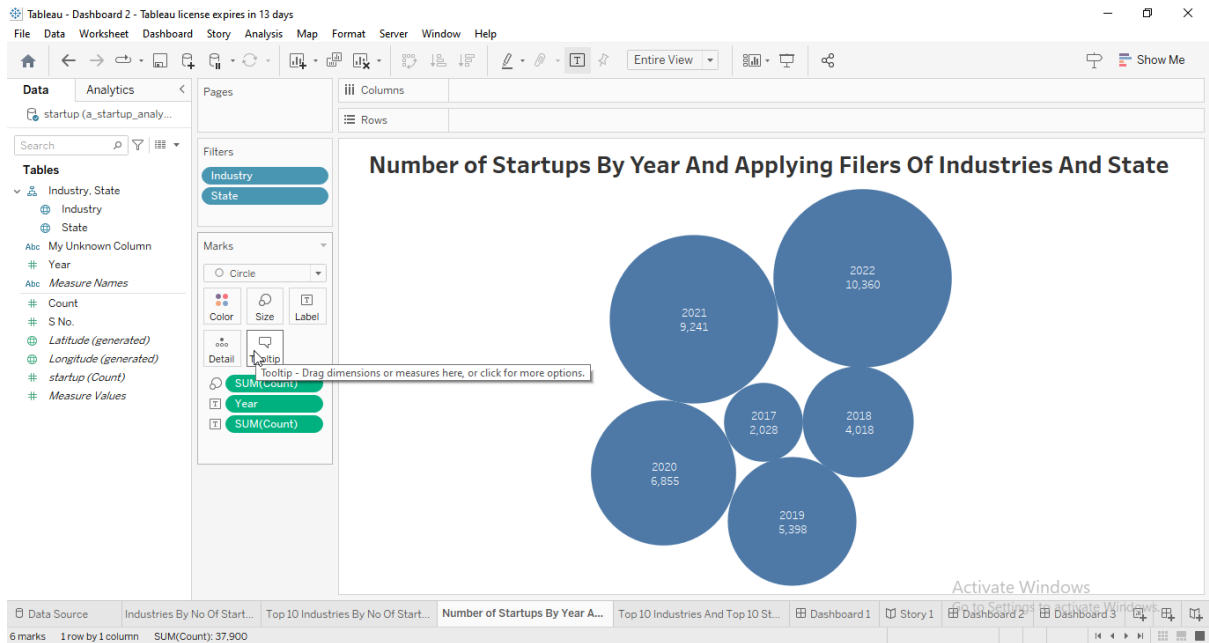 Tableau - Dashboard 2 - Tableau license expires in 13 days
File Data Worksheet Dashboard Story Analysis Map Format Server Window Help
Entire View
Show Me
Data Analytics
startup (a_startup_analy...
Search
Tables
Industry, State
Industry
State
Abc My Unknown Column
Year
Abc Measure Names
Count
S No.
Latitude (generated)
Longitude (generated)
startup (Count)
Measure Values
Pages
Filters
Industry
State
Marks
Circle
Color Size Label
Detail Tooltip
Tooltip - Drag dimensions or measures here, or click for more options.
SUM(Count)
Year
SUM(Count)
Columns
Rows
Number of Startups By Year And Applying Filers Of Industries And State
2022
10,360
2021
9,241
2017
2,028
2018
4,018
2020
6,855
2019
5,398
Activate Windows
Go to Settings to activate Windows.
Data Source Industries By No Of Start... Top 10 Industries By No Of Start... Number of Startups By Year A... Top 10 Industries And Top 10 St... Dashboard 1 Story 1 Dashboard 2 Dashboard 3
6 marks 1 row by 1 column SUM(Count): 37,900